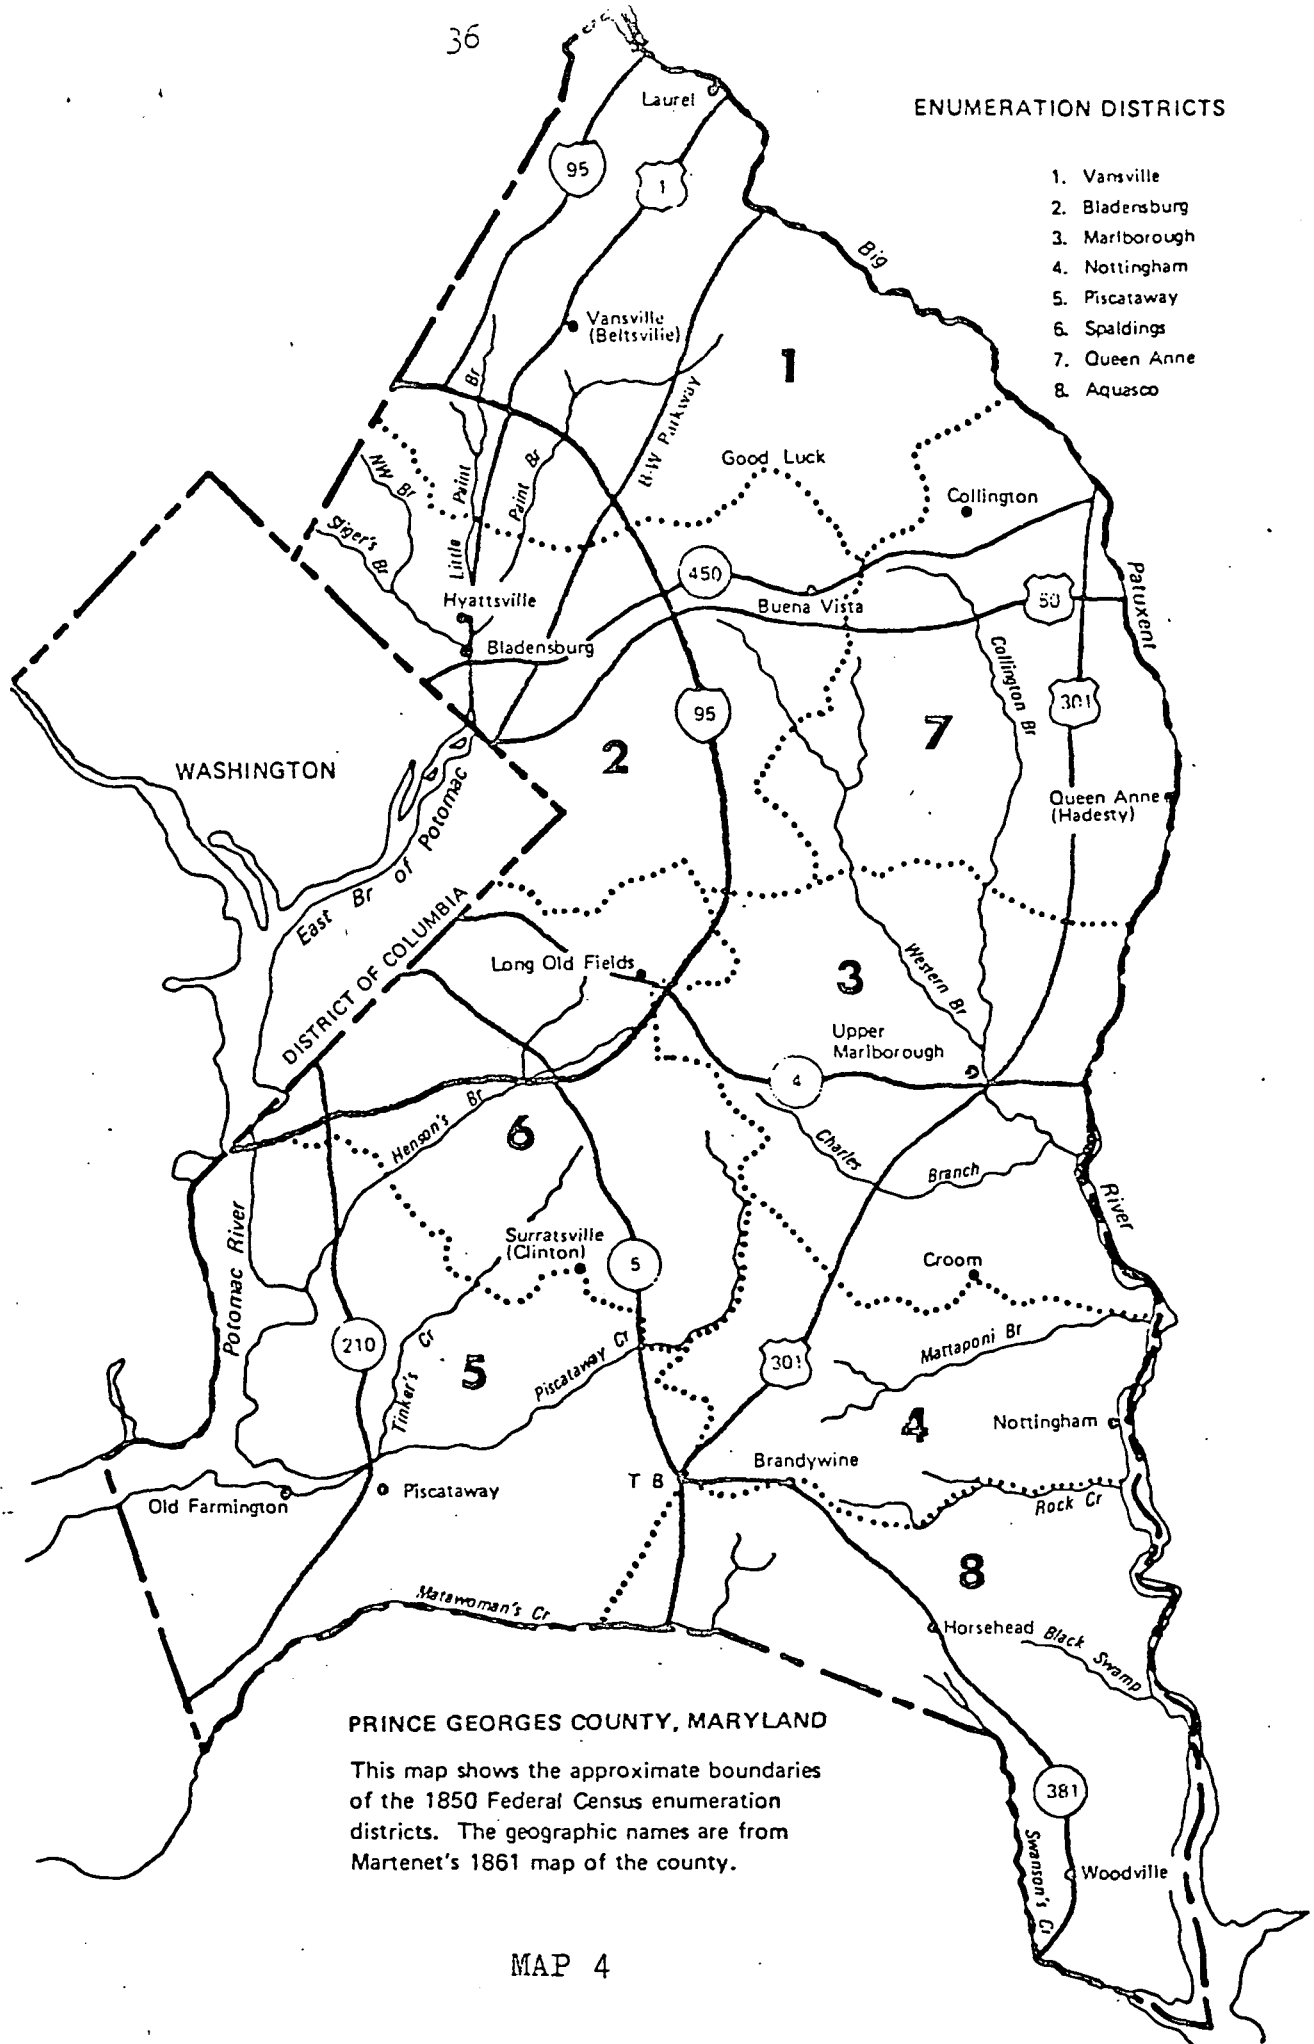 36
ENUMERATION DISTRICTS
1. Vansville
2. Bladensburg
3. Marlborough
4. Nottingham
5. Piscataway
6. Spaldings
7. Queen Anne
8. Aquasco
Laurel
95
1
Big
Vansville
(Beltsville)
Br
1
B-W Parkway
Good Luck
Collington
NW Br
Paint
Paint Br
Sliger's Br
Little
450
Hyattsville
Buena Vista
50
Patuxent
Bladensburg
Collington Br
301
95
7
2
WASHINGTON
Queen Anne
(Hadesty)
East Br of Potomac
DISTRICT OF COLUMBIA
Long Old Fields
3
Western Br
Upper
Marlborough
4
Henson's Br
6
Charles
Branch
River
Potomac River
Surratsville
(Clinton)
5
Croom
210
Tinker's Cr
5
Piscataway Cr
301
Mattaponi Br
4
Nottingham
Brandywine
T B
Old Farmington
Piscataway
Rock Cr
8
Matawoman's Cr
Horsehead
Black Swamp
PRINCE GEORGES COUNTY, MARYLAND
This map shows the approximate boundaries
of the 1850 Federal Census enumeration
districts. The geographic names are from
Martenet's 1861 map of the county.
381
Swanson's Cr
Woodville
MAP 4